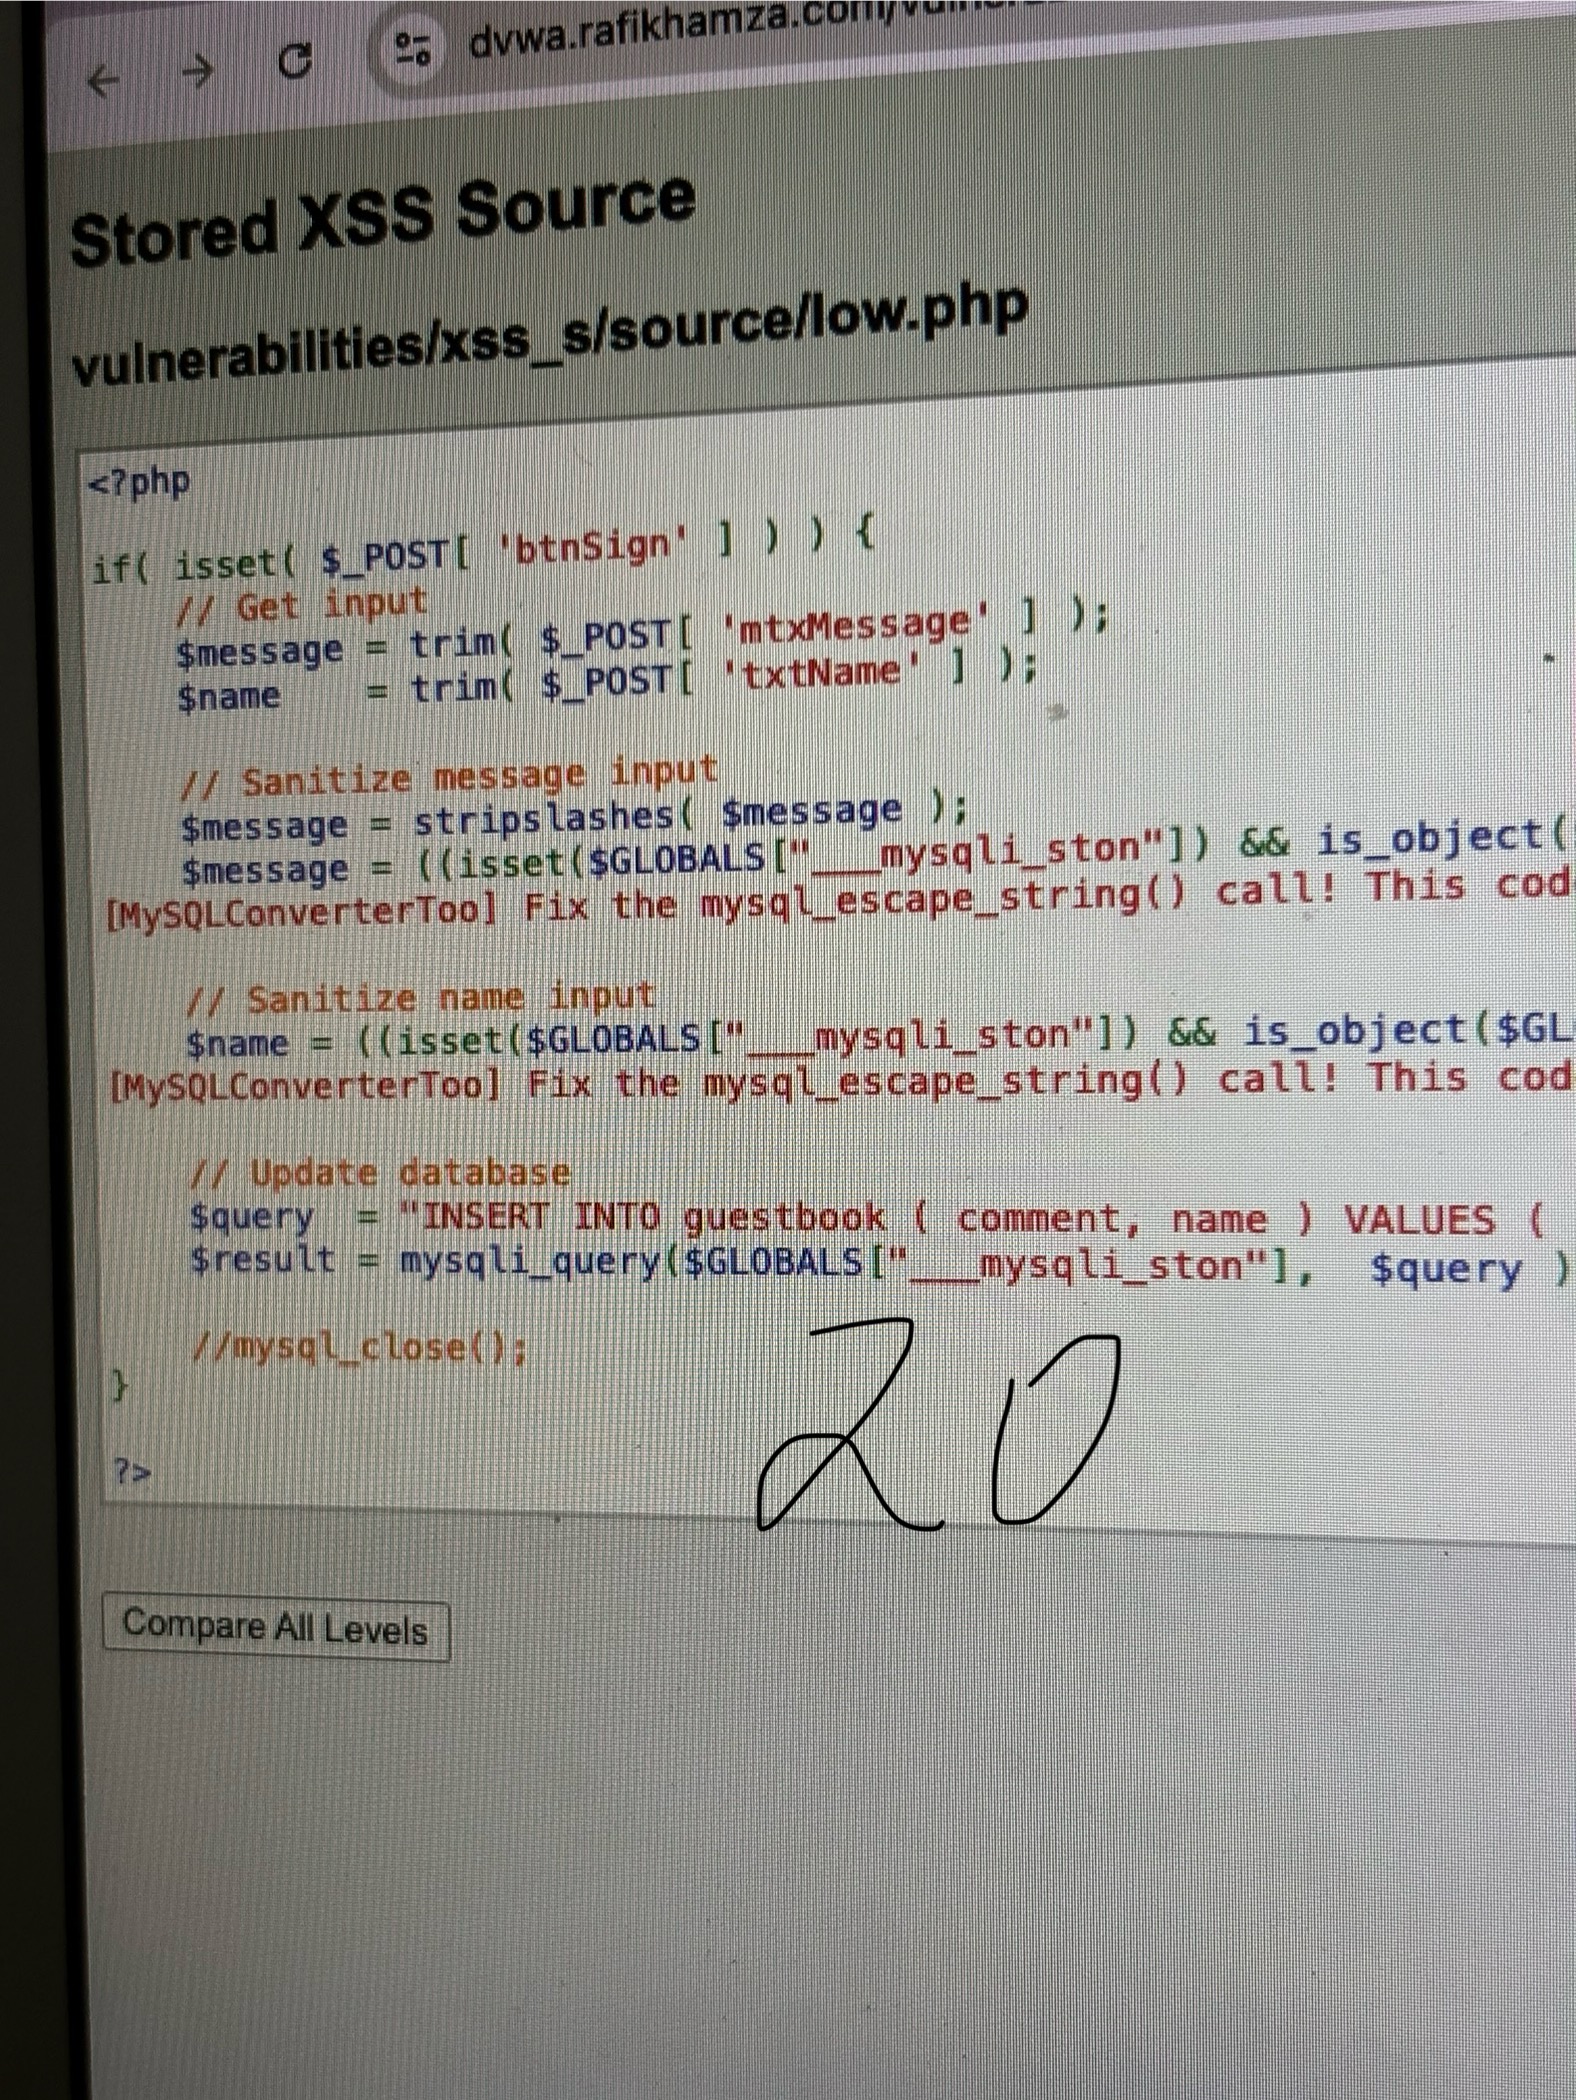 dvwa.rafikhamza.com/vulner
Stored XSS Source
vulnerabilities/xss_s/source/low.php
<?php
if( isset( $_POST[ 'btnSign' ] ) ) {
// Get input
$message = trim( $_POST[ 'mtxMessage' ] );
$name = trim( $_POST[ 'txtName' ] );
// Sanitize message input
$message = stripslashes( $message );
$message = ((isset($GLOBALS["___mysqli_ston"]) && is_object(
[MySQLConverterToo] Fix the mysql_escape_string() call! This cod
// Sanitize name input
$name = ((isset($GLOBALS["___mysqli_ston"]) && is_object($GL
[MySQLConverterToo] Fix the mysql_escape_string() call! This cod
// Update database
$query = "INSERT INTO guestbook ( comment, name ) VALUES (
$result = mysqli_query($GLOBALS["___mysqli_ston"], $query )
//mysql_close();
}
20
?>
Compare All Levels